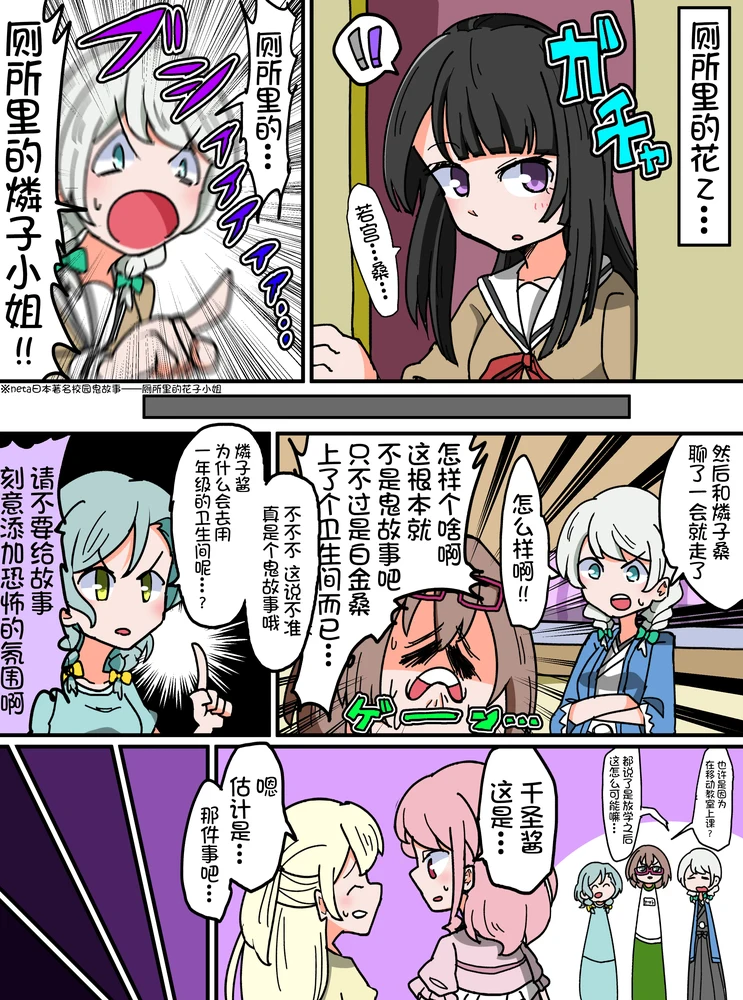 厕所里的花乙…
ガチャ
!!
若宫…桑…
厕所里的…
ブシァァァァイィィ…
厕所里的燐子小姐!!
※neta日本著名校园鬼故事——厕所里的花子小姐
然后和燐子桑
聊了一会就走了
怎么样啊!!
怎样个啥啊
这根本就
不是鬼故事吧
只不过是白金桑
上了个卫生间而已…
ゲーン…
不不不 这说不准
真是个鬼故事哦
燐子酱
为什么会去用
一年级的卫生间呢…?
请不要给故事
刻意添加恐怖的氛围啊
也许是因为
在移动教室上课?
都说了是放学之后
这怎么可能嘛…
千圣酱
这是…
嗯
估计是…
那件事吧…